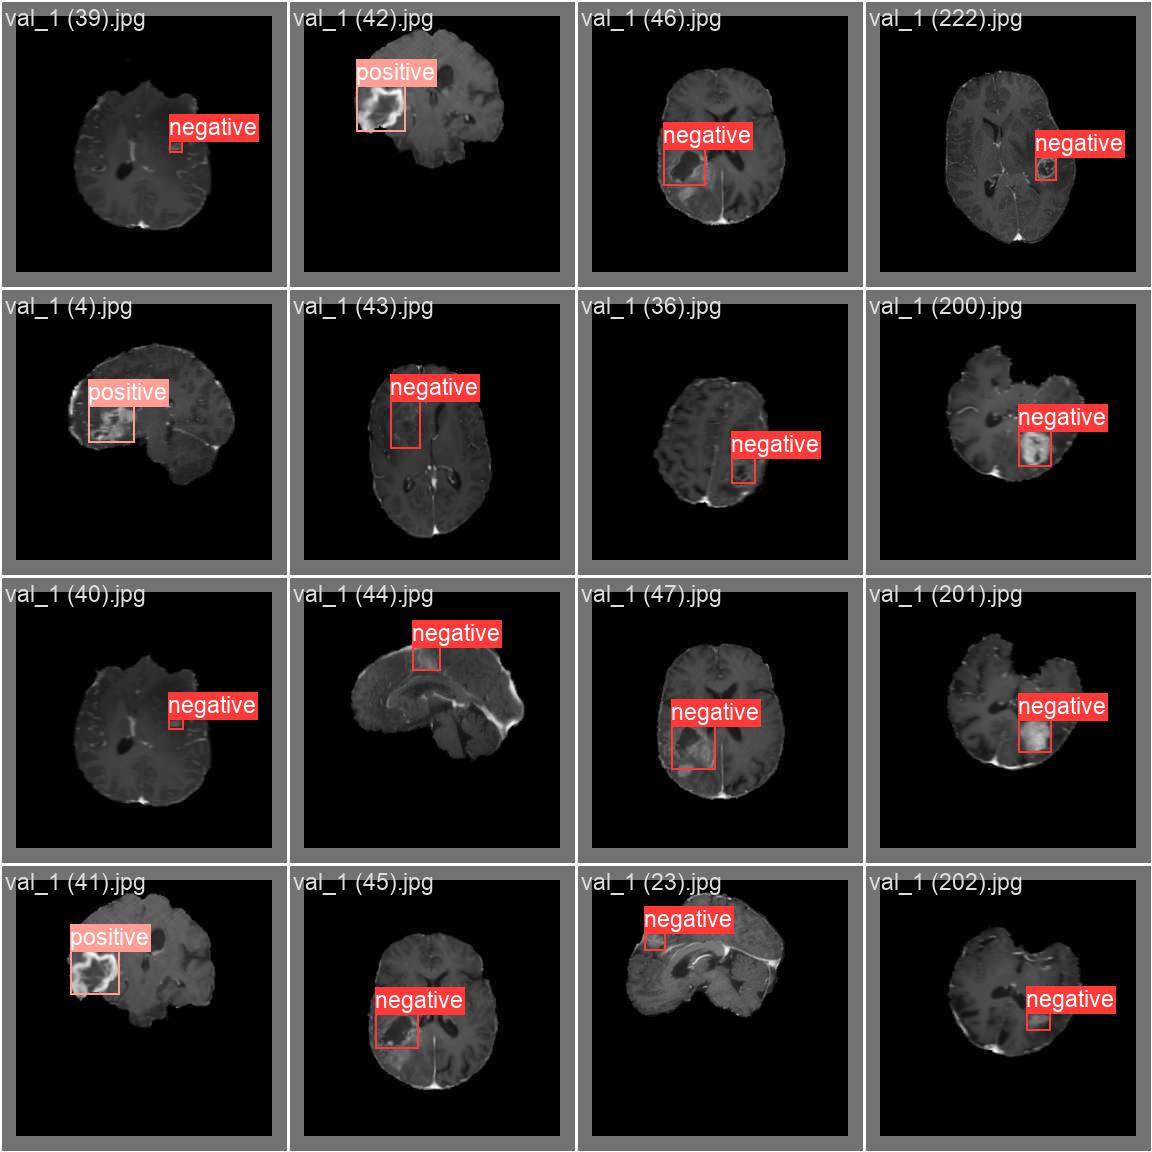 val_1 (39).jpg
negative
val_1 (42).jpg
positive
val_1 (46).jpg
negative
val_1 (222).jpg
negative
val_1 (4).jpg
positive
val_1 (43).jpg
negative
val_1 (36).jpg
negative
val_1 (200).jpg
negative
val_1 (40).jpg
negative
val_1 (44).jpg
negative
val_1 (47).jpg
negative
val_1 (201).jpg
negative
val_1 (41).jpg
positive
val_1 (45).jpg
negative
val_1 (23).jpg
negative
val_1 (202).jpg
negative